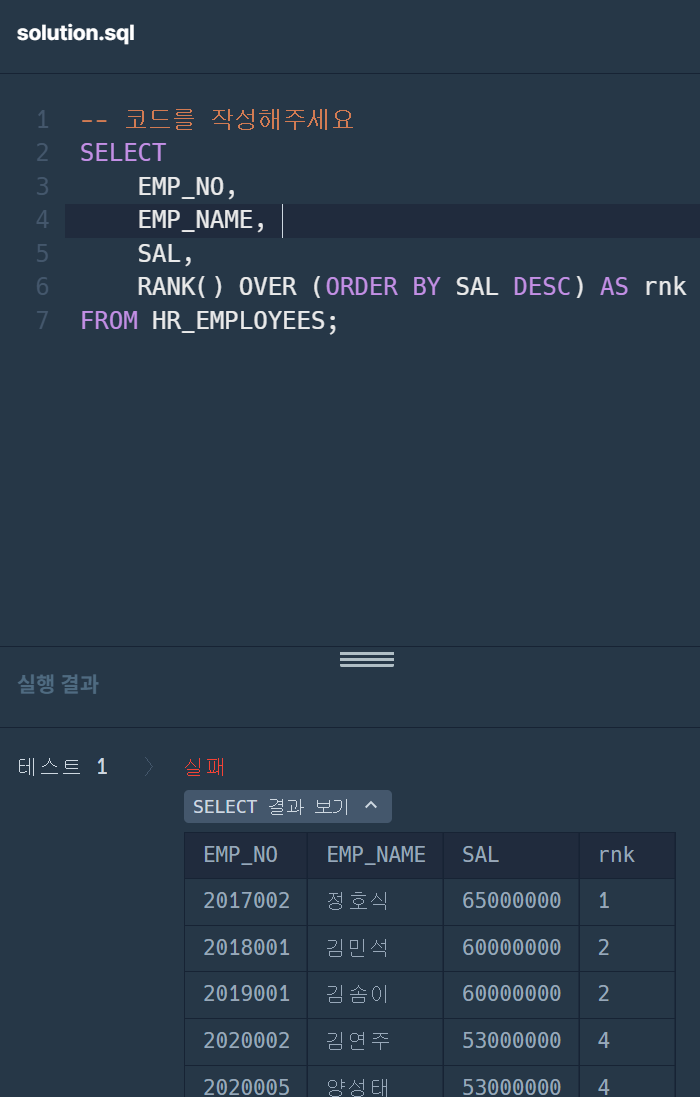 solution.sql
1 -- 코드를 작성해주세요
2 SELECT
3 EMP_NO,
4 EMP_NAME,
5 SAL,
6 RANK() OVER (ORDER BY SAL DESC) AS rnk
7 FROM HR_EMPLOYEES;
실행 결과
테스트 1 〉 실패
SELECT 결과 보기 ^
EMP_NO EMP_NAME SAL rnk
2017002 정호식 65000000 1
2018001 김민석 60000000 2
2019001 김솜이 60000000 2
2020002 김연주 53000000 4
2020005 양성태 53000000 4